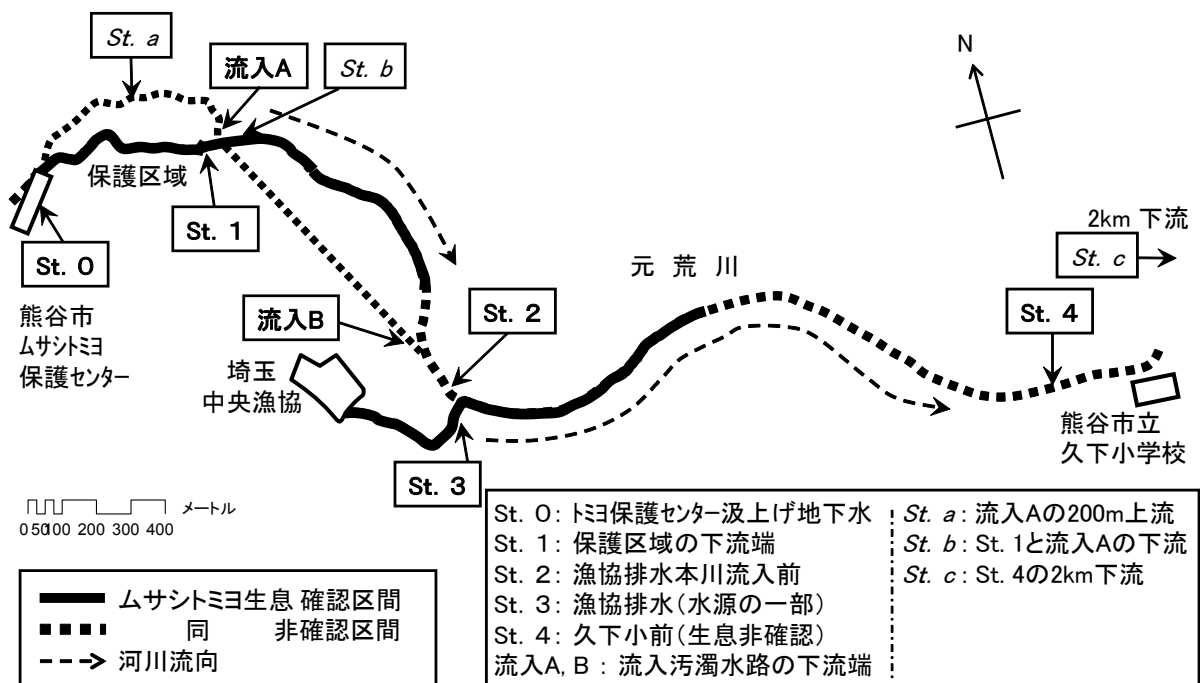 St. a
流入A
St. b
N
保護区域
St. 1
St. 0
熊谷市
ムサシトミヨ
保護センター
2km 下流
St. c
元 荒 川
St. 2
St. 4
流入B
埼玉
中央漁協
St. 3
熊谷市立
久下小学校
メートル
0 50 100 200 300 400
ムサシトミヨ生息 確認区間
同 非確認区間
河川流向
St. 0: トミヨ保護センター汲上げ地下水
St. 1: 保護区域の下流端
St. 2: 漁協排水本川流入前
St. 3: 漁協排水(水源の一部)
St. 4: 久下小前(生息非確認)
流入A, B : 流入汚濁水路の下流端
St. a : 流入Aの200m上流
St. b : St. 1と流入Aの下流
St. c : St. 4の2km下流